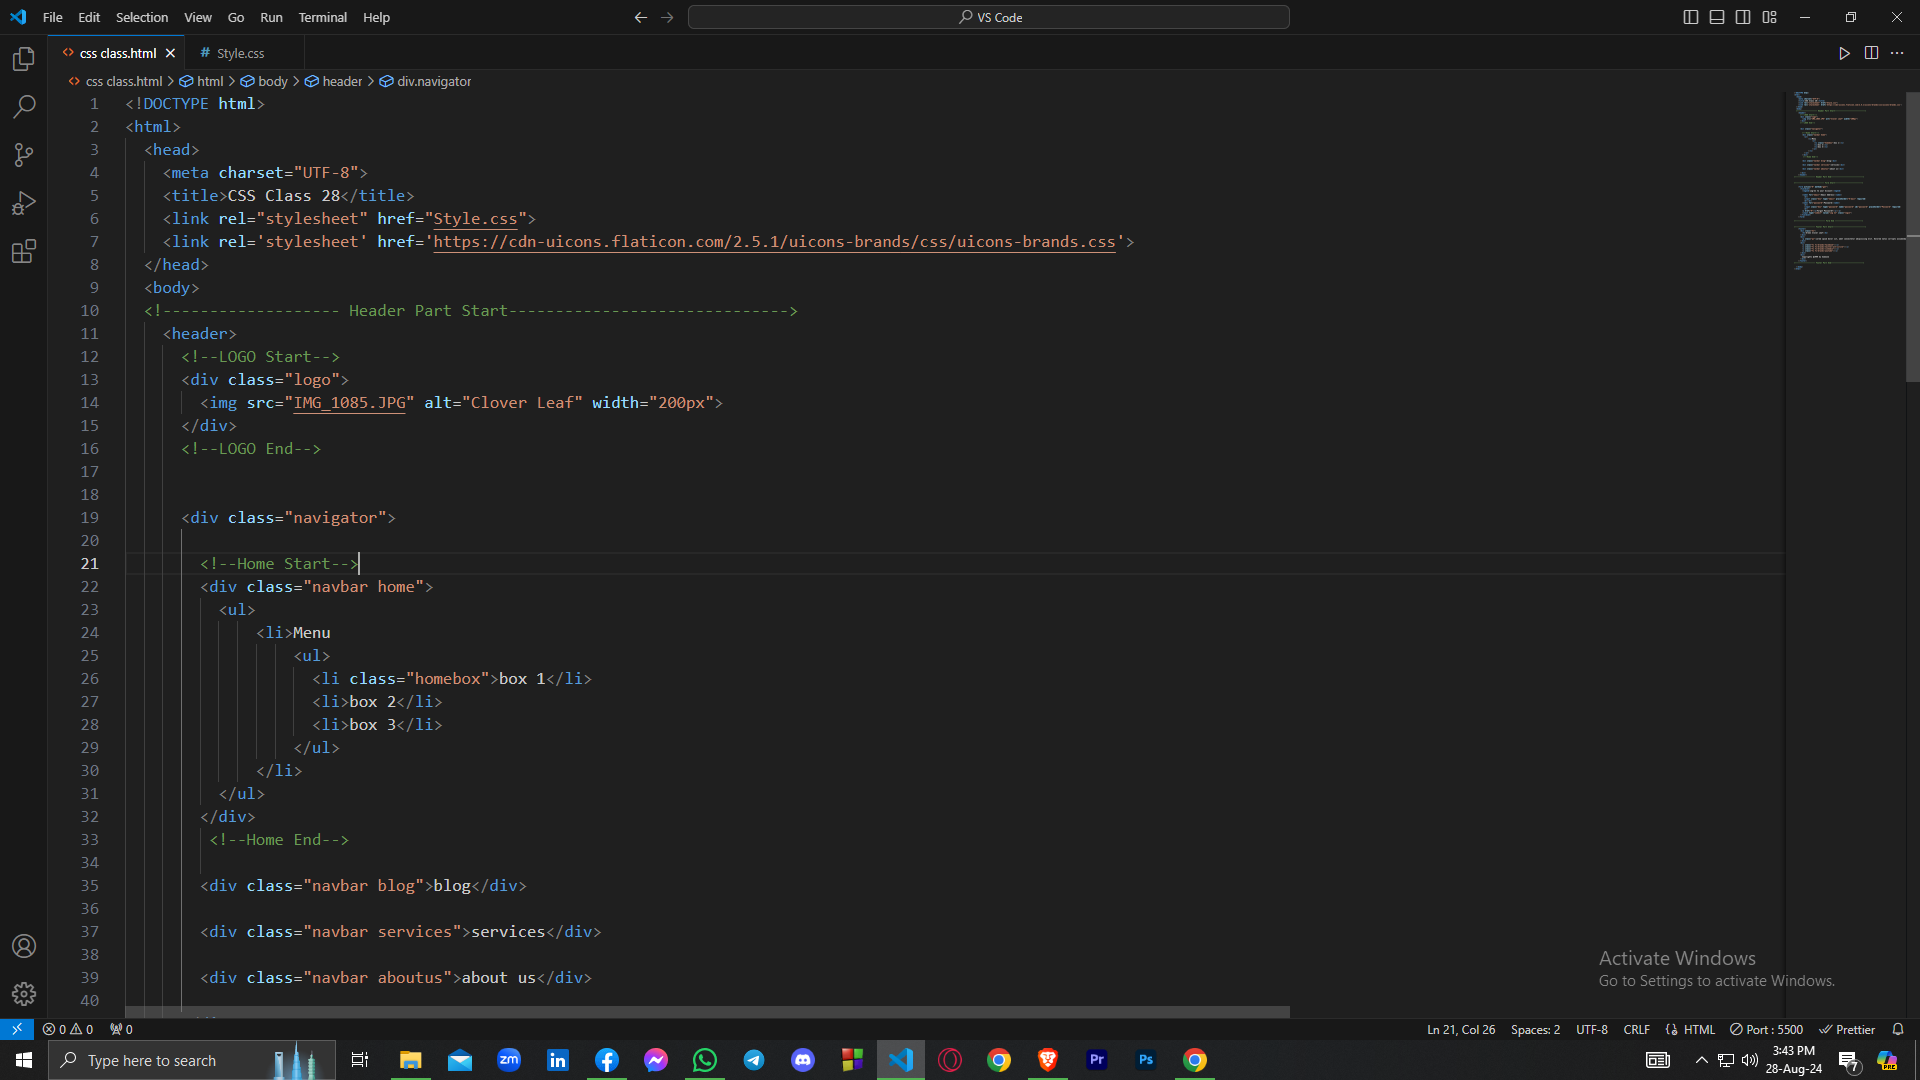 File Edit Selection View Go Run Terminal Help
VS Code
css class.html
# Style.css
css class.html > html > body > header > div.navigator
1 <!DOCTYPE html>
2 <html>
3 <head>
4 <meta charset="UTF-8">
5 <title>CSS Class 28</title>
6 <link rel="stylesheet" href="Style.css">
7 <link rel='stylesheet' href='https://cdn-uicons.flaticon.com/2.5.1/uicons-brands/css/uicons-brands.css'>
8 </head>
9 <body>
10 <!------------------- Header Part Start------------------------------>
11 <header>
12 <!--LOGO Start-->
13 <div class="logo">
14 <img src="IMG_1085.JPG" alt="Clover Leaf" width="200px">
15 </div>
16 <!--LOGO End-->
17
18
19 <div class="navigator">
20
21 <!--Home Start-->
22 <div class="navbar home">
23 <ul>
24 <li>Menu
25 <ul>
26 <li class="homebox">box 1</li>
27 <li>box 2</li>
28 <li>box 3</li>
29 </ul>
30 </li>
31 </ul>
32 </div>
33 <!--Home End-->
34
35 <div class="navbar blog">blog</div>
36
37 <div class="navbar services">services</div>
38
39 <div class="navbar aboutus">about us</div>
40
Activate Windows
Go to Settings to activate Windows.
0 0 0
Ln 21, Col 26 Spaces: 2 UTF-8 CRLF HTML Port : 5500 Prettier
Type here to search
zm
in
Pr
Ps
3:43 PM
28-Aug-24
7
PRE